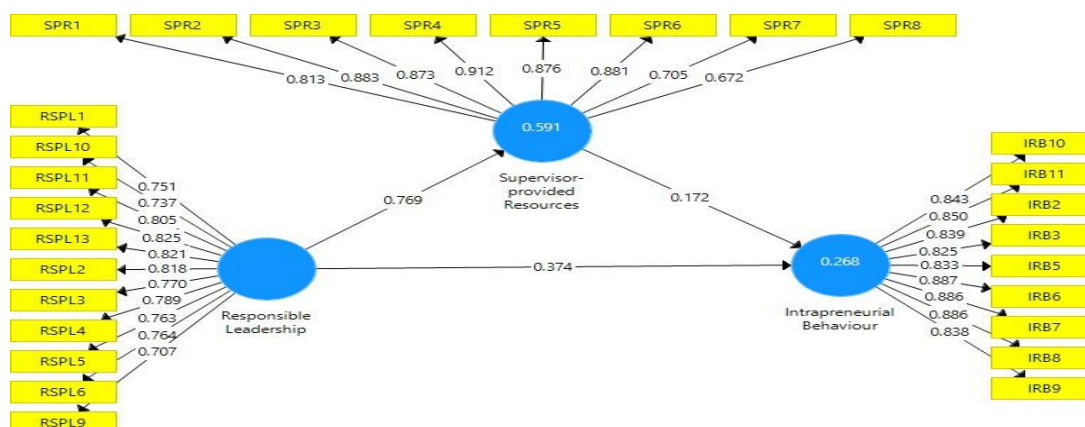 SPR1 SPR2 SPR3 SPR4 SPR5 SPR6 SPR7 SPR8
0.813 0.883 0.873 0.912 0.876 0.881 0.705 0.672
RSPL1
RSPL10
RSPL11
RSPL12
RSPL13
RSPL2
RSPL3
RSPL4
RSPL5
RSPL6
RSPL9
0.751
0.737
0.805
0.825
0.821
0.818
0.770
0.789
0.763
0.764
0.707
Responsible
Leadership
0.769
0.591
Supervisor-
provided
Resources
0.172
0.374
0.268
Intrapreneurial
Behaviour
0.843
0.850
0.839
0.825
0.833
0.887
0.886
0.886
0.838
IRB10
IRB11
IRB2
IRB3
IRB5
IRB6
IRB7
IRB8
IRB9